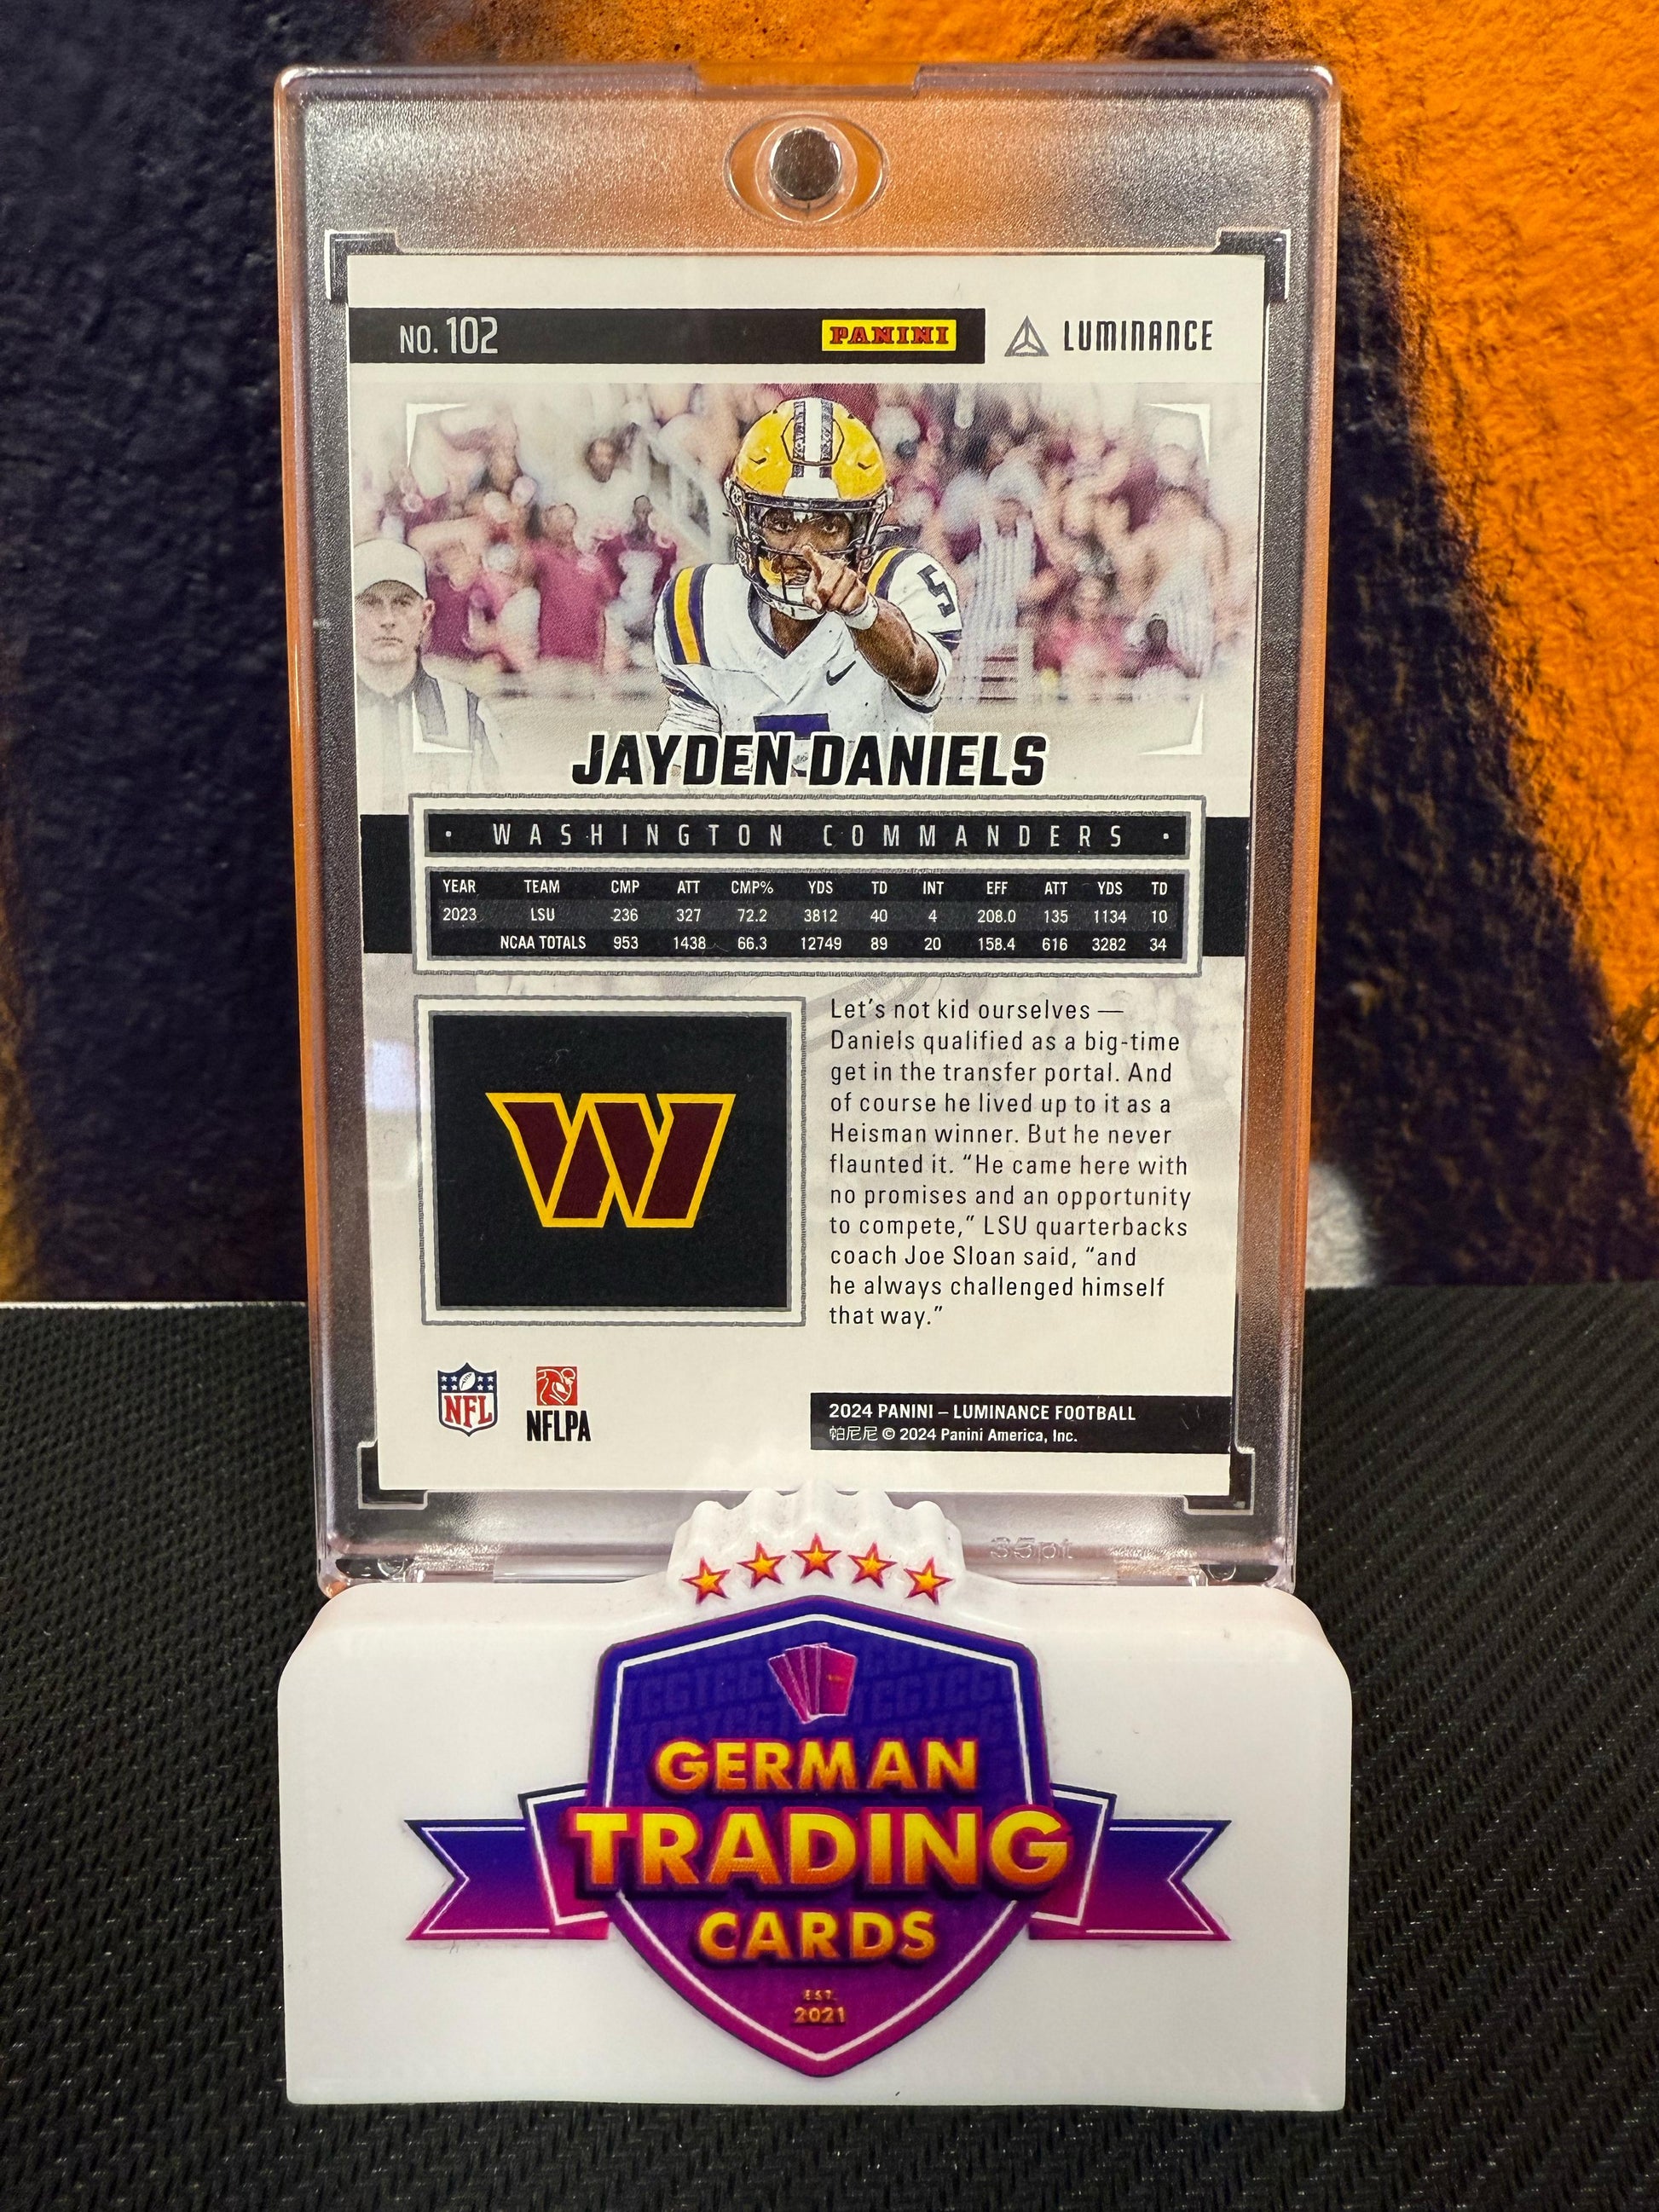 NO. 102
PANINI
LUMINANCE
5
JAYDEN DANIELS
• WASHINGTON COMMANDERS •
YEAR TEAM CMP ATT CMP% YDS TD INT EFF ATT YDS TD
2023 LSU 236 327 72.2 3812 40 4 208.0 135 1134 10
NCAA TOTALS 953 1438 66.3 12749 89 20 158.4 616 3282 34
W
Let's not kid ourselves —
Daniels qualified as a big-time
get in the transfer portal. And
of course he lived up to it as a
Heisman winner. But he never
flaunted it. “He came here with
no promises and an opportunity
to compete,” LSU quarterbacks
coach Joe Sloan said, “and
he always challenged himself
that way.”
NFL
NFLPA
2024 PANINI – LUMINANCE FOOTBALL
帕尼尼 © 2024 Panini America, Inc.
35pt
GERMAN
TRADING
CARDS
EST.
2021